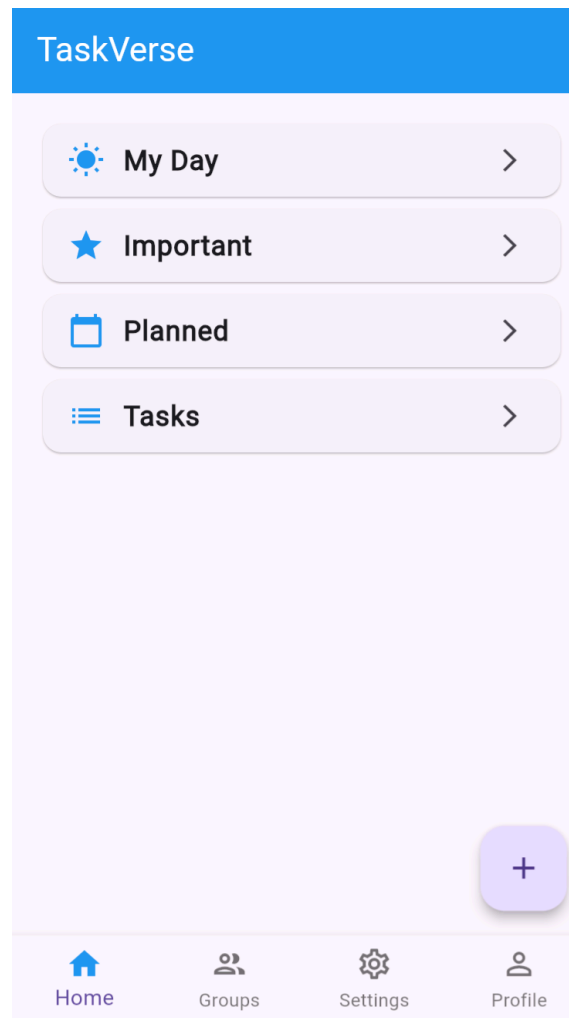 TaskVerse
My Day
Important
Planned
Tasks
Home
Groups
Settings
Profile